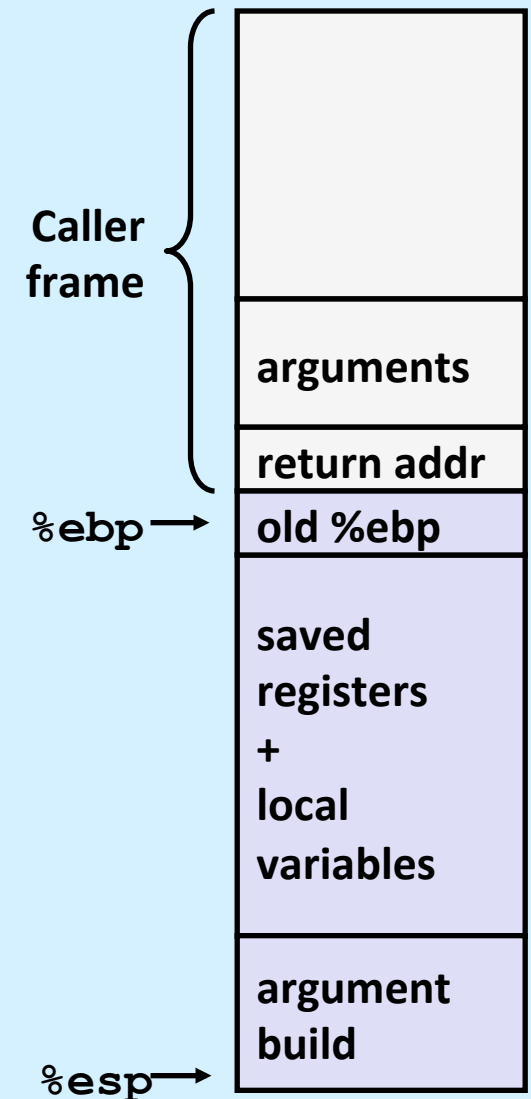 Caller
frame
arguments
return addr
%ebp
old %ebp
saved
registers
+
local
variables
argument
build
%esp